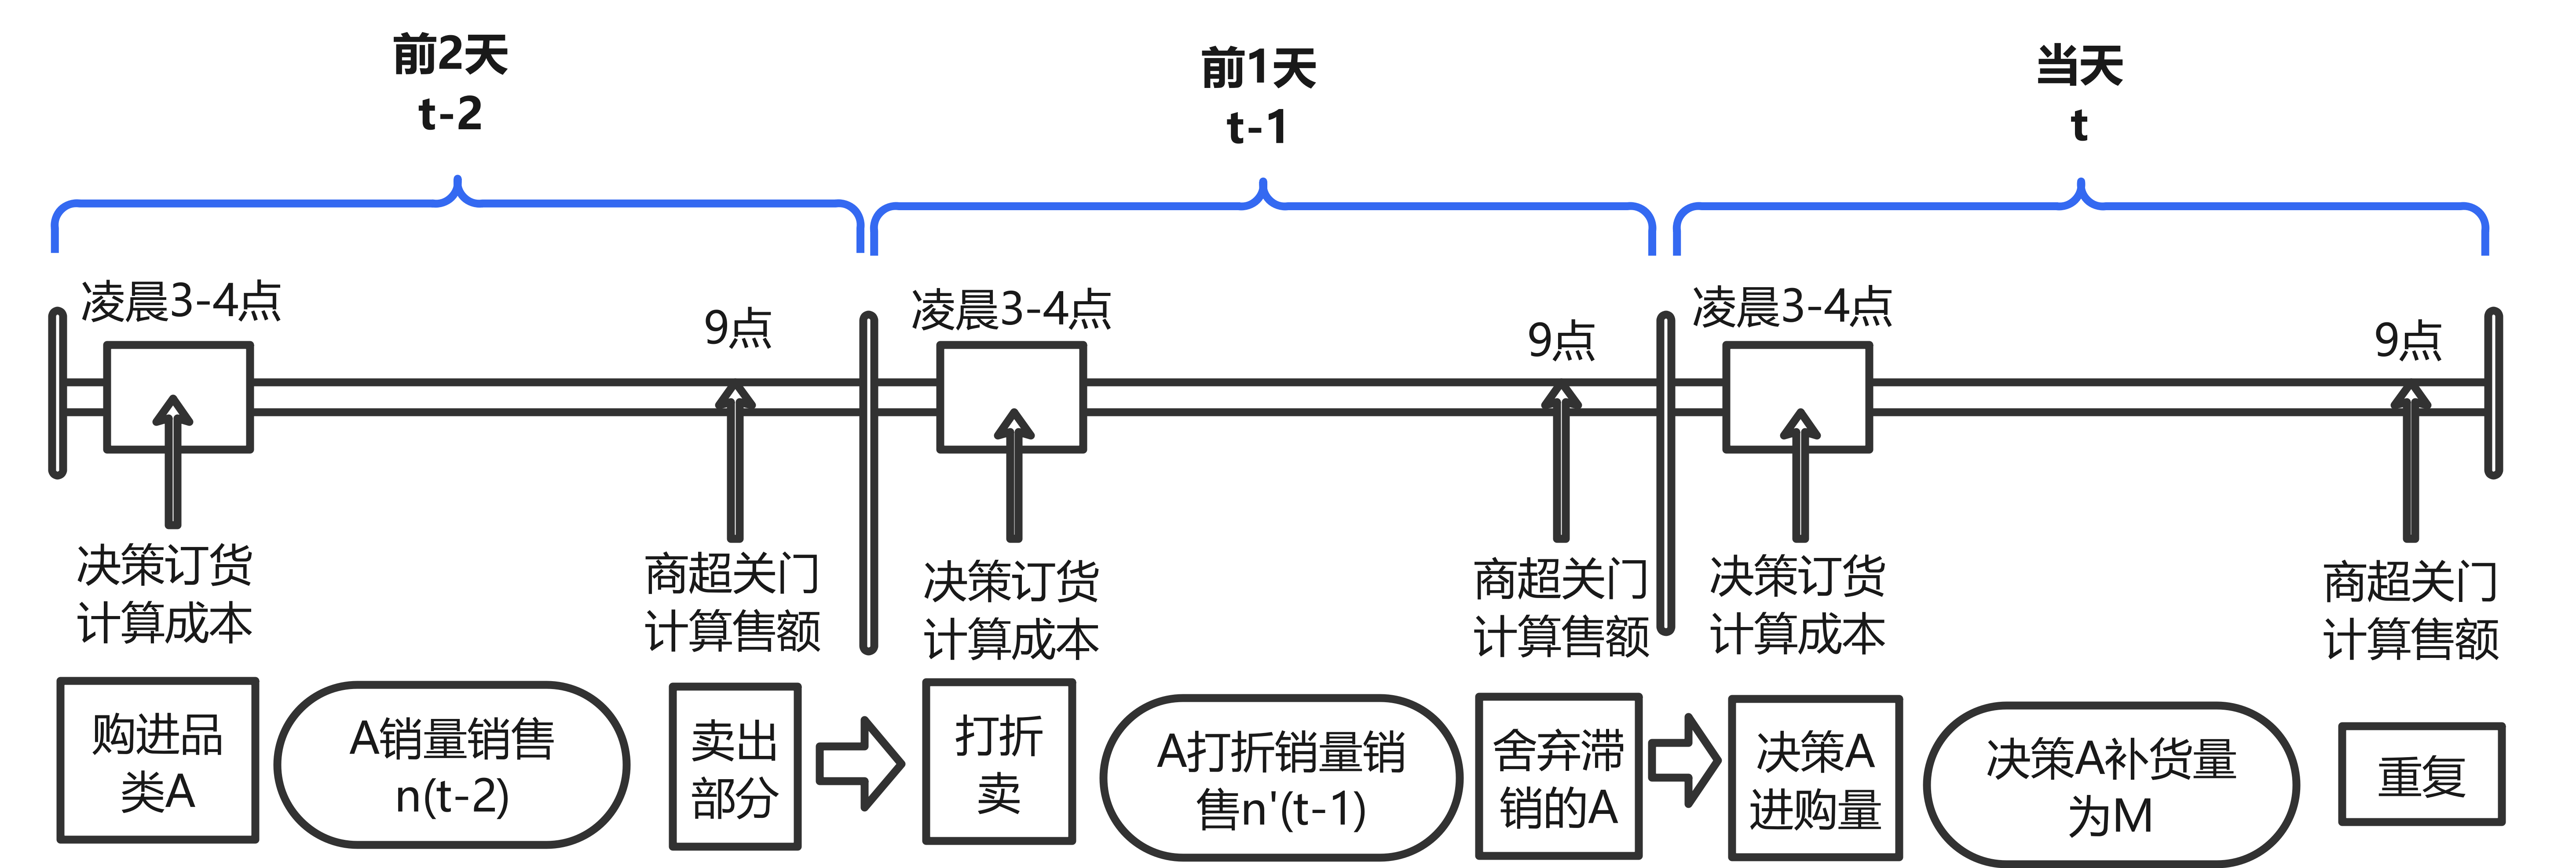 前2天
t-2
前1天
t-1
当天
t
凌晨3-4点
9点
凌晨3-4点
9点
凌晨3-4点
9点
决策订货
计算成本
商超关门
计算售额
决策订货
计算成本
商超关门
计算售额
决策订货
计算成本
商超关门
计算售额
购进品
类A
A销量销售
n(t-2)
卖出
部分
打折
卖
A打折销量销
售n'(t-1)
舍弃滞
销的A
决策A
进购量
决策A补货量
为M
重复